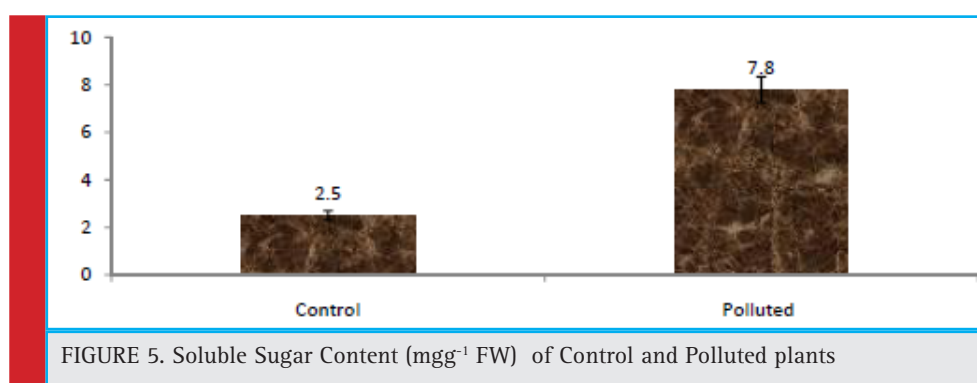 10
8
6
4
2
0
2.5
7.8
Control
Polluted
FIGURE 5. Soluble Sugar Content (mgg⁻¹ FW) of Control and Polluted plants